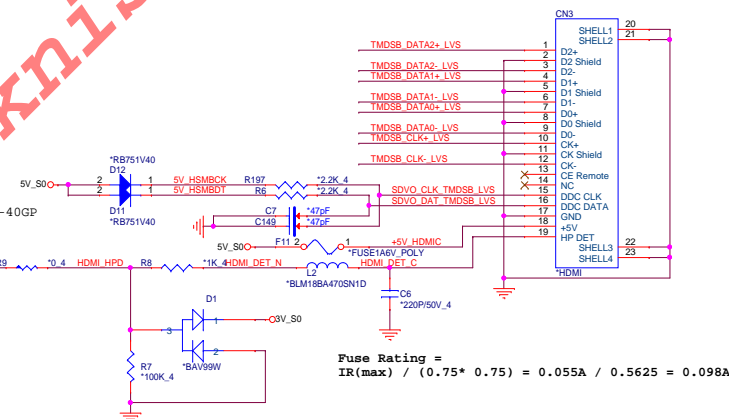 CN3
SHELL1 20
SHELL2 21
TMDSB_DATA2+_LVS 1 D2+
2 D2 Shield
TMDSB_DATA2-_LVS 3 D2-
TMDSB_DATA1+_LVS 4 D1+
5 D1 Shield
TMDSB_DATA1-_LVS 6 D1-
TMDSB_DATA0+_LVS 7 D0+
8 D0 Shield
TMDSB_DATA0-_LVS 9 D0-
TMDSB_CLK+_LVS 10 CK+
11 CK Shield
TMDSB_CLK-_LVS 12 CK-
13 CE Remote
14 NC
SDVO_CLK_TMDSB_LVS 15 DDC CLK
SDVO_DAT_TMDSB_LVS 16 DDC DATA
17 GND
18 +5V
19 HP DET
SHELL3 22
SHELL4 23
*HDMI
*RB751V40
D12
5V_S0 2 1 5V_HSMBCK R197 *2.2K_4
2 1 5V_HSMBDT R6 *2.2K_4
D11
*RB751V40
-40GP
C7 *47pF
C149 *47pF
5V_S0 F11 2 1 +5V_HDMIC
*FUSE1A6V_POLY
R9 *0_4 HDMI_HPD R8 *1K_4 HDMI_DET_N HDMI_DET_C
L2
*BLM18BA470SN1D
C6
*220P/50V_4
D1
1 3V_S0
3
2
*BAV99W
R7
*100K_4
Fuse Rating =
IR(max) / (0.75* 0.75) = 0.055A / 0.5625 = 0.098A